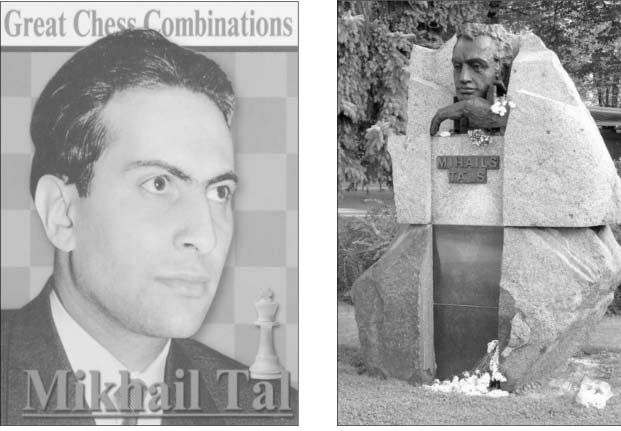 Great Chess Combinations
Mikhail Tal
MIHAILS
TALS